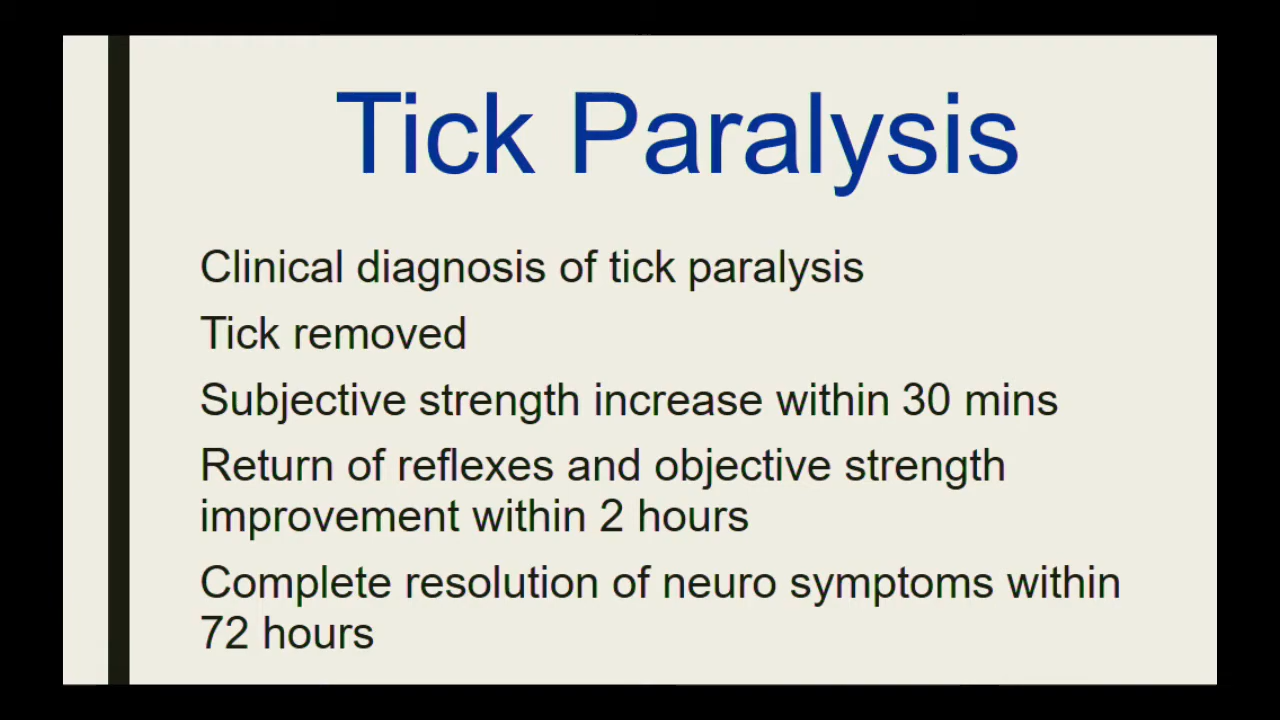 Tick Paralysis
Clinical diagnosis of tick paralysis
Tick removed
Subjective strength increase within 30 mins
Return of reflexes and objective strength
improvement within 2 hours
Complete resolution of neuro symptoms within
72 hours